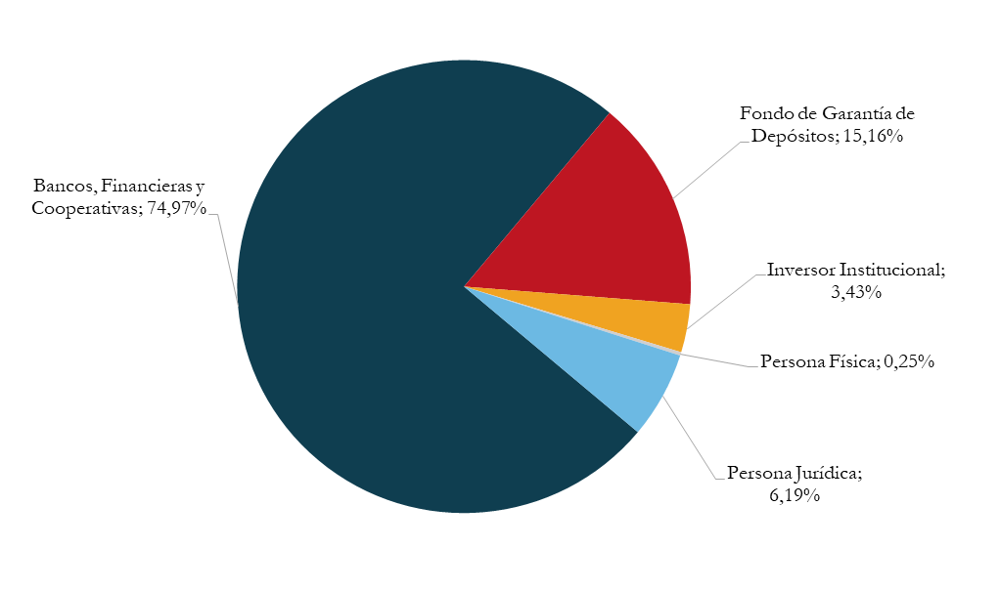 Bancos, Financieras y
Cooperativas; 74,97%
Fondo de Garantía de
Depósitos; 15,16%
Inversor Institucional;
3,43%
Persona Física; 0,25%
Persona Jurídica;
6,19%